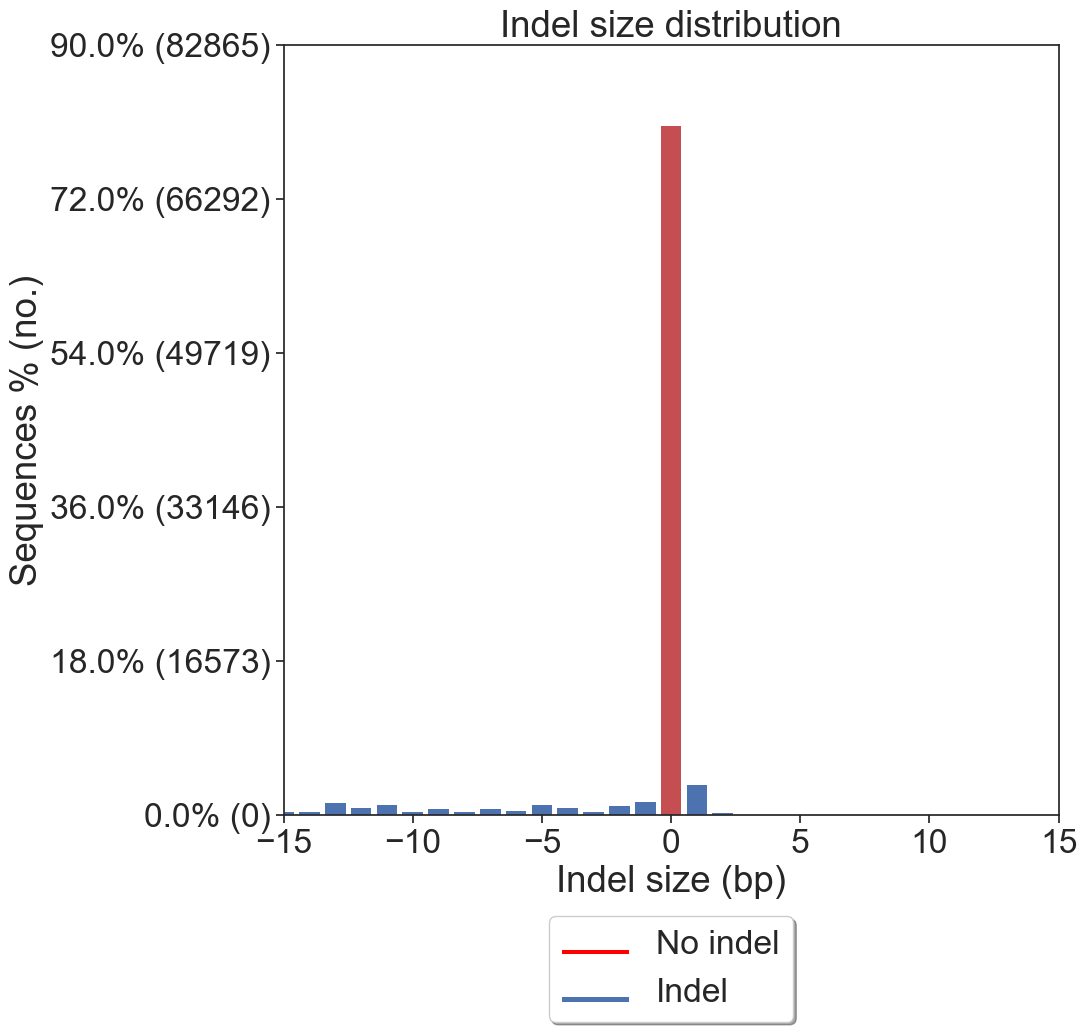 Indel size distribution
90.0% (82865)
72.0% (66292)
54.0% (49719)
36.0% (33146)
18.0% (16573)
0.0% (0)
Sequences % (no.)
−15 −10 −5 0 5 10 15
Indel size (bp)
No indel
Indel